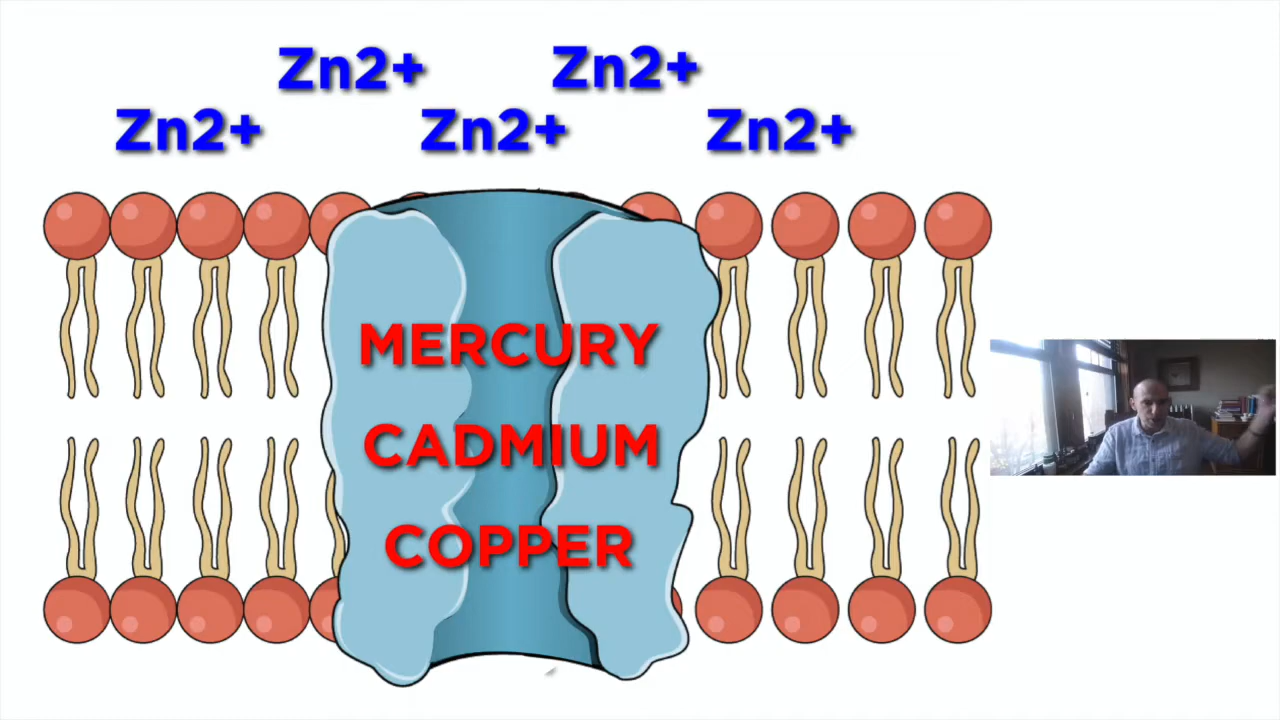 Zn2+ Zn2+
Zn2+ Zn2+ Zn2+
MERCURY
CADMIUM
COPPER